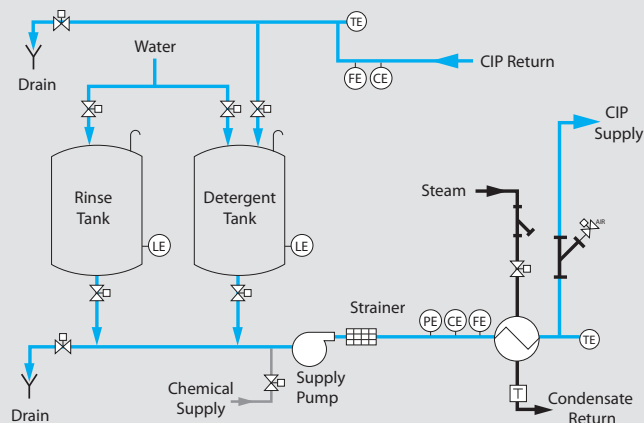 TE
Water
Drain
FE
CE
CIP Return
CIP
Supply
Rinse
Tank
Detergent
Tank
Steam
AIR
LE
LE
Strainer
PE
CE
FE
TE
Supply
Pump
Chemical
Supply
T
Condensate
Return
Drain